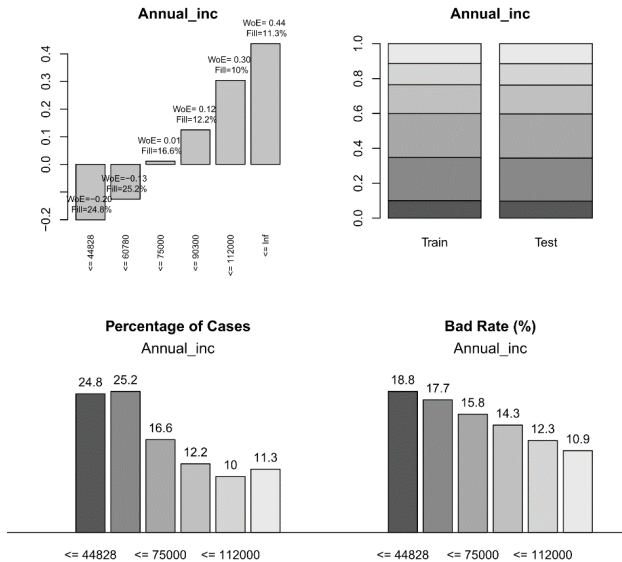 Annual_inc
WoE= −0.20
Fill=24.8%
WoE=−0.13
Fill=25.2%
WoE= 0.01
Fill=16.6%
WoE= 0.12
Fill=12.2%
WoE= 0.30
Fill=10%
WoE= 0.44
Fill=11.3%
0.4
0.3
0.2
0.1
0.0
−0.2
<= 44828
<= 60780
<= 75000
<= 90300
<= 112000
<= Inf
Annual_inc
1.0
0.8
0.6
0.4
0.2
0.0
Train Test
Percentage of Cases
Annual_inc
24.8 25.2 16.6 12.2 10 11.3
<= 44828 <= 75000 <= 112000
Bad Rate (%)
Annual_inc
18.8 17.7 15.8 14.3 12.3 10.9
<= 44828 <= 75000 <= 112000